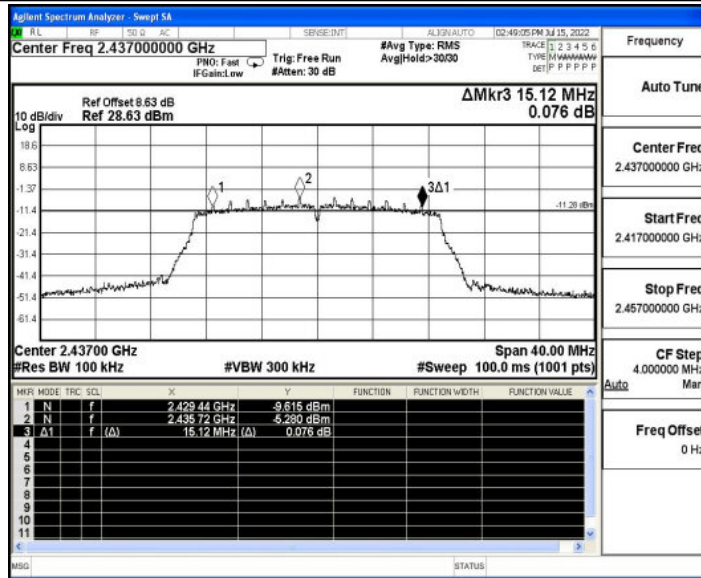 Agilent Spectrum Analyzer - Swept SA
RL RF 50 Ω AC SENSE:INT ALIGN AUTO 02:49:05 PM Jul 15, 2022
Center Freq 2.437000000 GHz
PNO: Fast
IFGain:Low
Trig: Free Run
#Atten: 30 dB
#Avg Type: RMS
Avg|Hold:>30/30
TRACE 1 2 3 4 5 6
TYPE M
DET P P P P P P
Ref Offset 8.63 dB
10 dB/div Ref 28.63 dBm
Log
ΔMkr3 15.12 MHz
0.076 dB
18.6
8.63
-1.37
-11.4
-21.4
-31.4
-41.4
-51.4
-61.4
1
2
3Δ1
-11.28 dBm
Center 2.43700 GHz Span 40.00 MHz
#Res BW 100 kHz #VBW 300 kHz #Sweep 100.0 ms (1001 pts)
MKR MODE TRC SCL X Y FUNCTION FUNCTION WIDTH FUNCTION VALUE
1 N f 2.429 44 GHz -9.615 dBm
2 N f 2.435 72 GHz -5.280 dBm
3 Δ1 f (Δ) 15.12 MHz (Δ) 0.076 dB
4
5
6
7
8
9
10
11
MSG STATUS
Frequency
Auto Tune
Center Freq
2.437000000 GHz
Start Freq
2.417000000 GHz
Stop Freq
2.457000000 GHz
CF Step
4.000000 MHz
Auto Man
Freq Offset
0 Hz